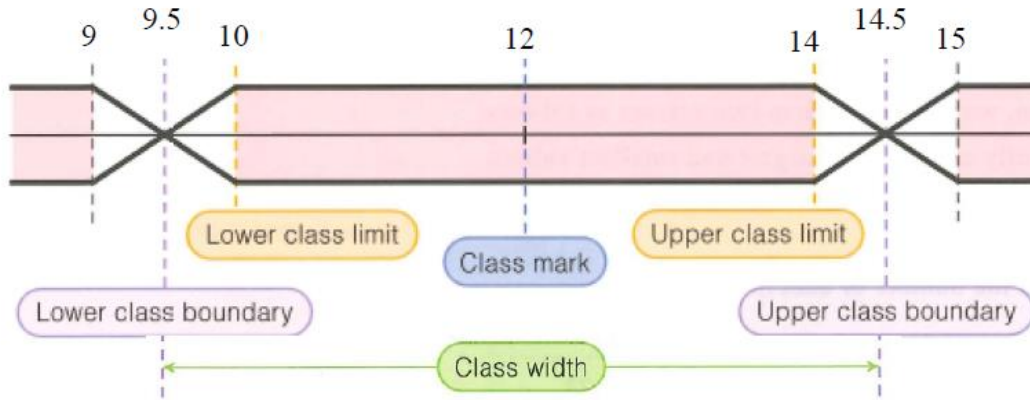 9 9.5 10 12 14 14.5 15
Lower class limit Upper class limit
Class mark
Lower class boundary Upper class boundary
Class width